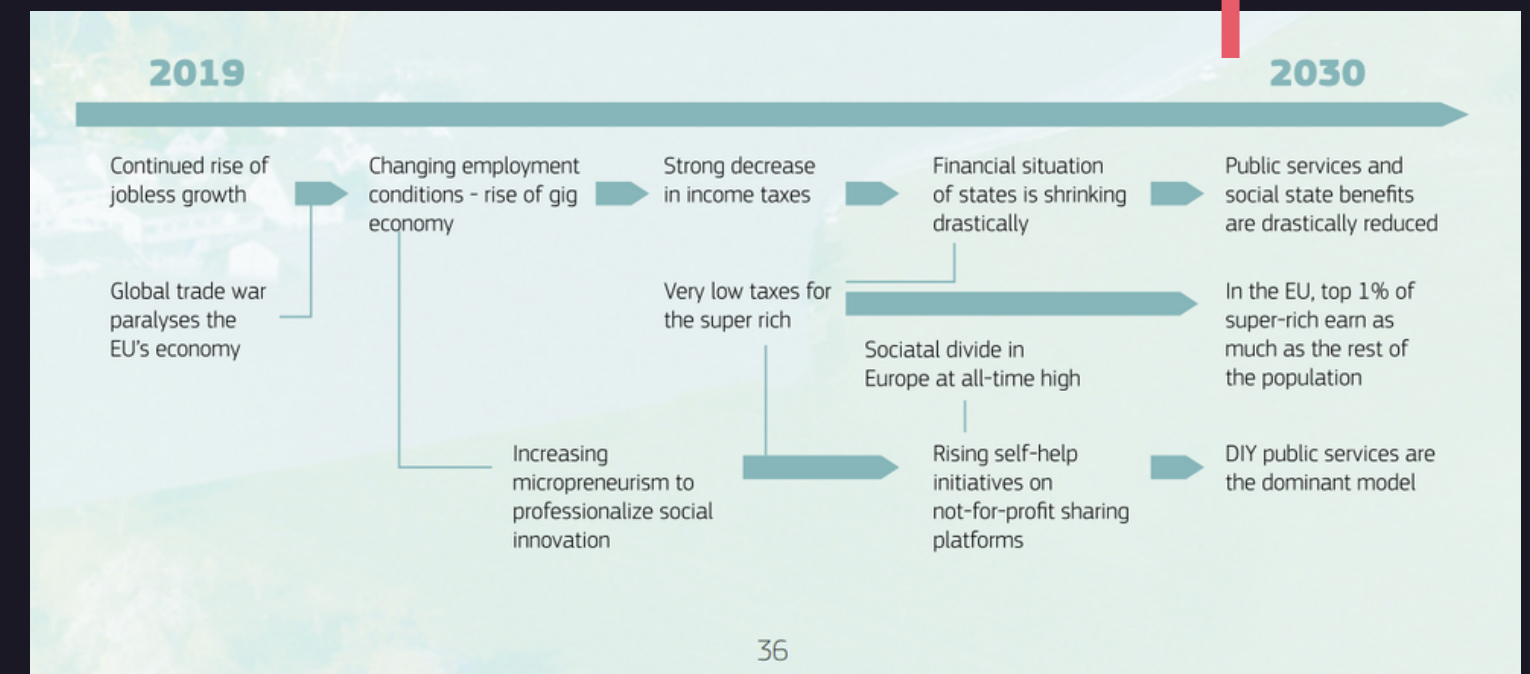 2019
2030
Continued rise of
jobless growth
Changing employment
conditions - rise of gig
economy
Strong decrease
in income taxes
Financial situation
of states is shrinking
drastically
Public services and
social state benefits
are drastically reduced
Global trade war
paralyses the
EU's economy
Very low taxes for
the super rich
In the EU, top 1% of
super-rich earn as
much as the rest of
the population
Sociatal divide in
Europe at all-time high
Increasing
micropreneurism to
professionalize social
innovation
Rising self-help
initiatives on
not-for-profit sharing
platforms
DIY public services are
the dominant model
36